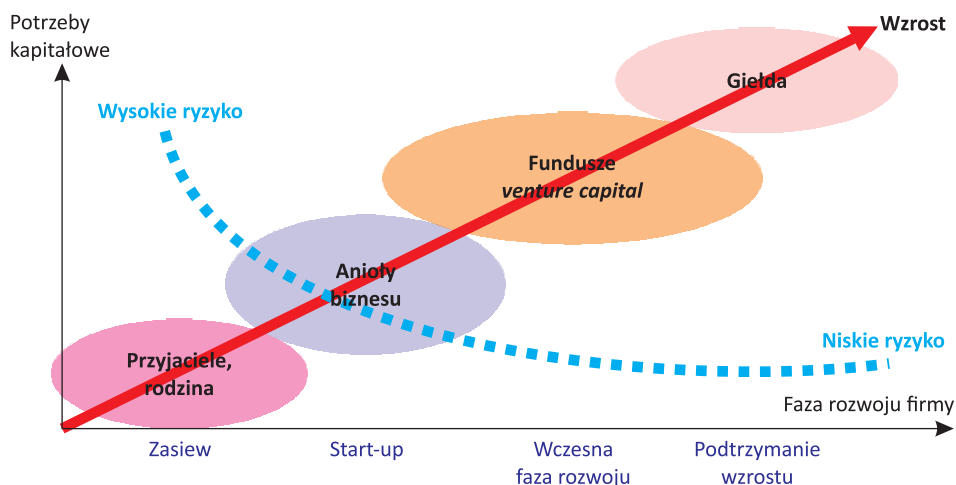 Potrzeby
kapitałowe
Wzrost
Giełda
Wysokie ryzyko
Fundusze
venture capital
Anioły
biznesu
Niskie ryzyko
Przyjaciele,
rodzina
Faza rozwoju firmy
Zasiew
Start-up
Wczesna
faza rozwoju
Podtrzymanie
wzrostu